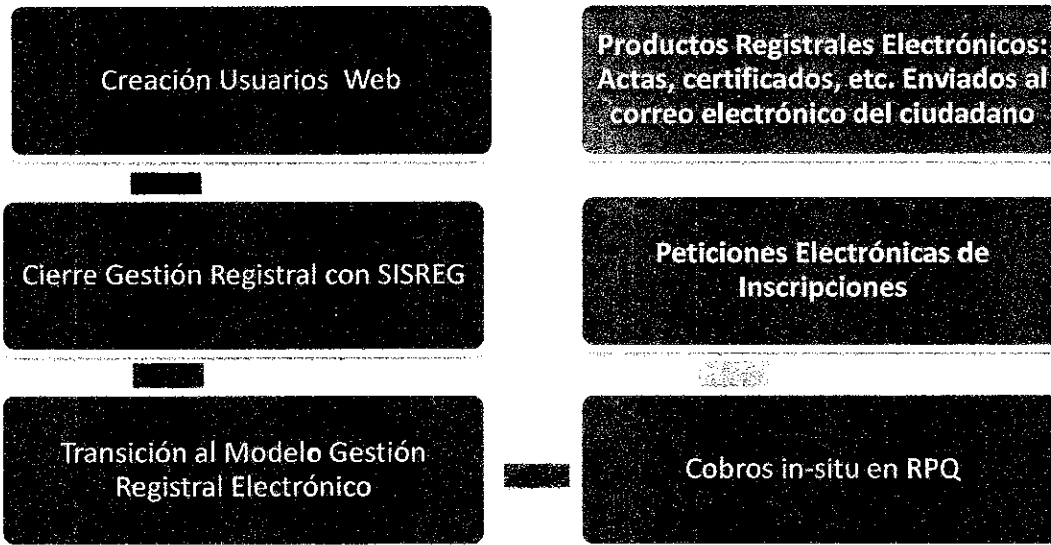 Creación Usuarios Web
Cierre Gestión Registral con SISREG
Transición al Modelo Gestión
Registral Electrónico
Cobros in-situ en RPQ
Peticiones Electrónicas de
Inscripciones
Productos Registrales Electrónicos:
Actas, certificados, etc. Enviados al
correo electrónico del ciudadano